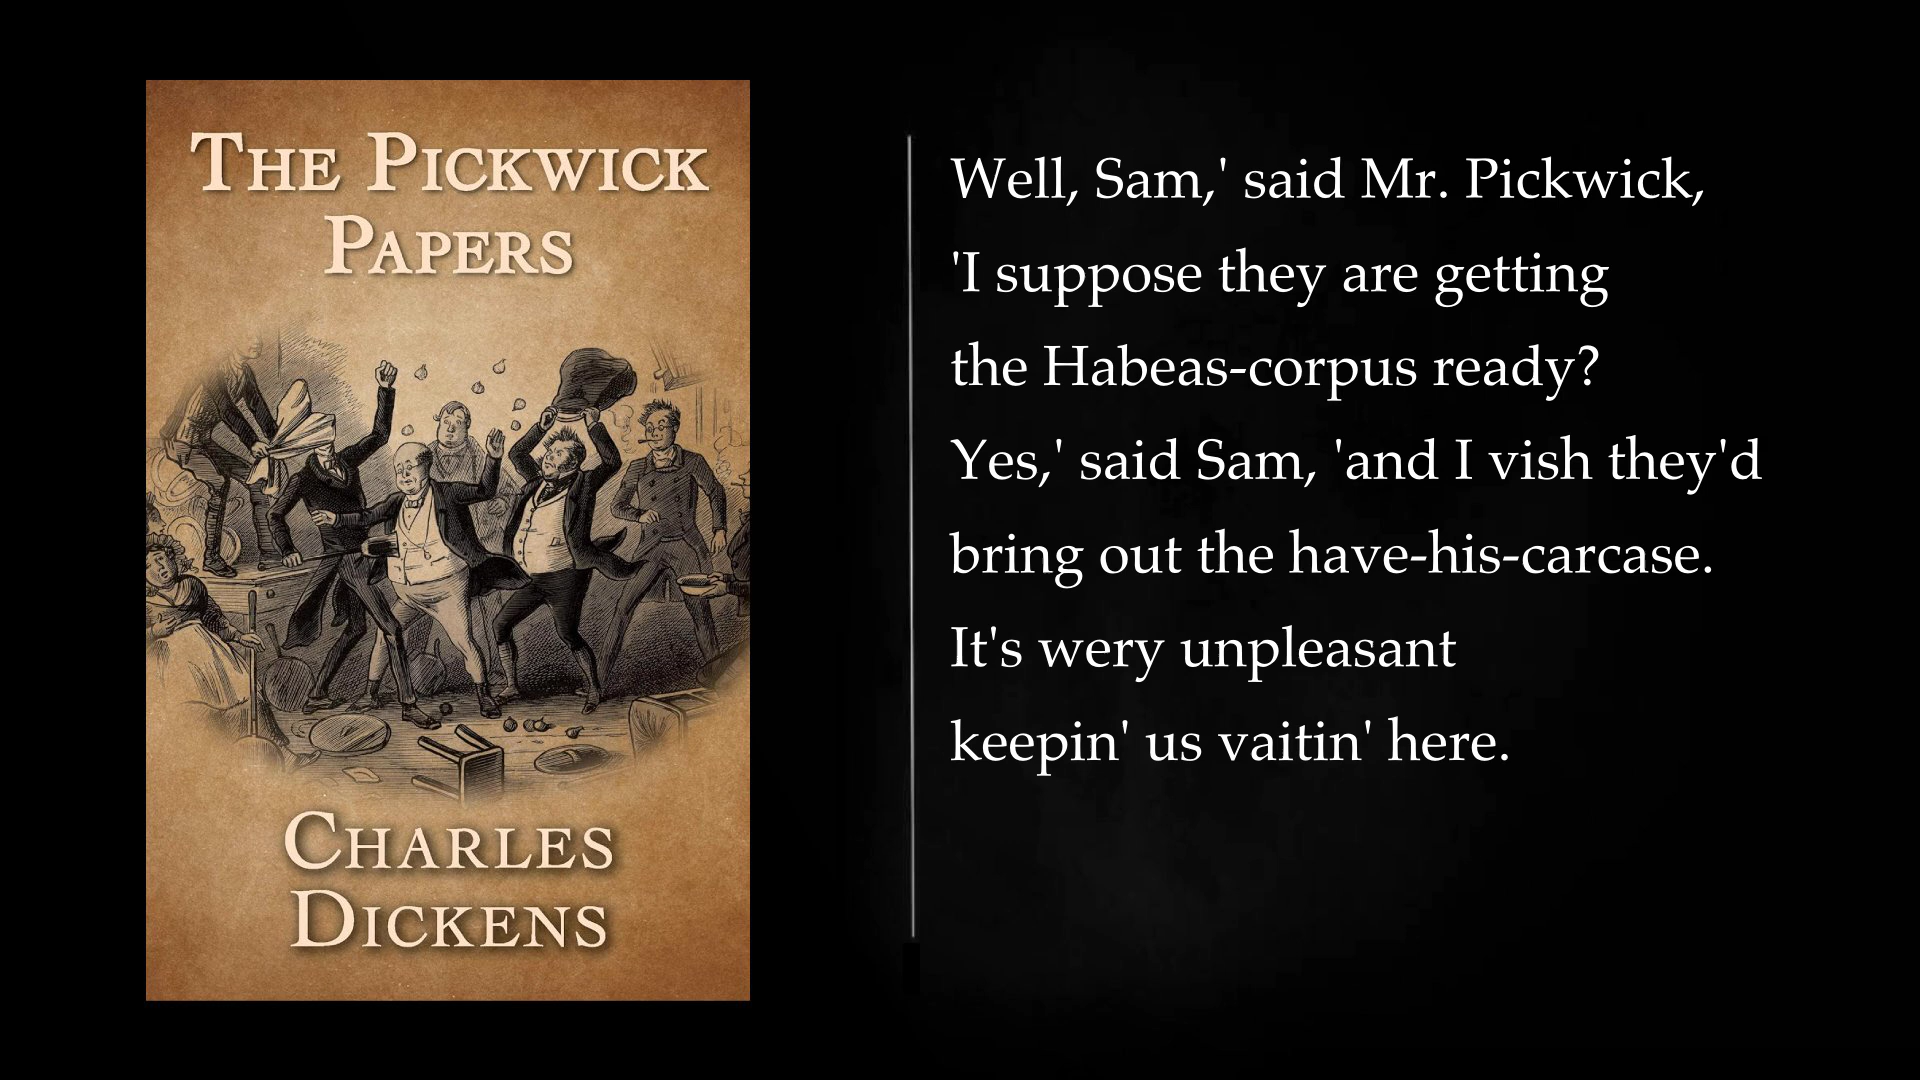 THE PICKWICK
PAPERS
CHARLES
DICKENS
Well, Sam,' said Mr. Pickwick,
'I suppose they are getting
the Habeas-corpus ready?
Yes,' said Sam, 'and I vish they'd
bring out the have-his-carcase.
It's wery unpleasant
keepin' us vaitin' here.